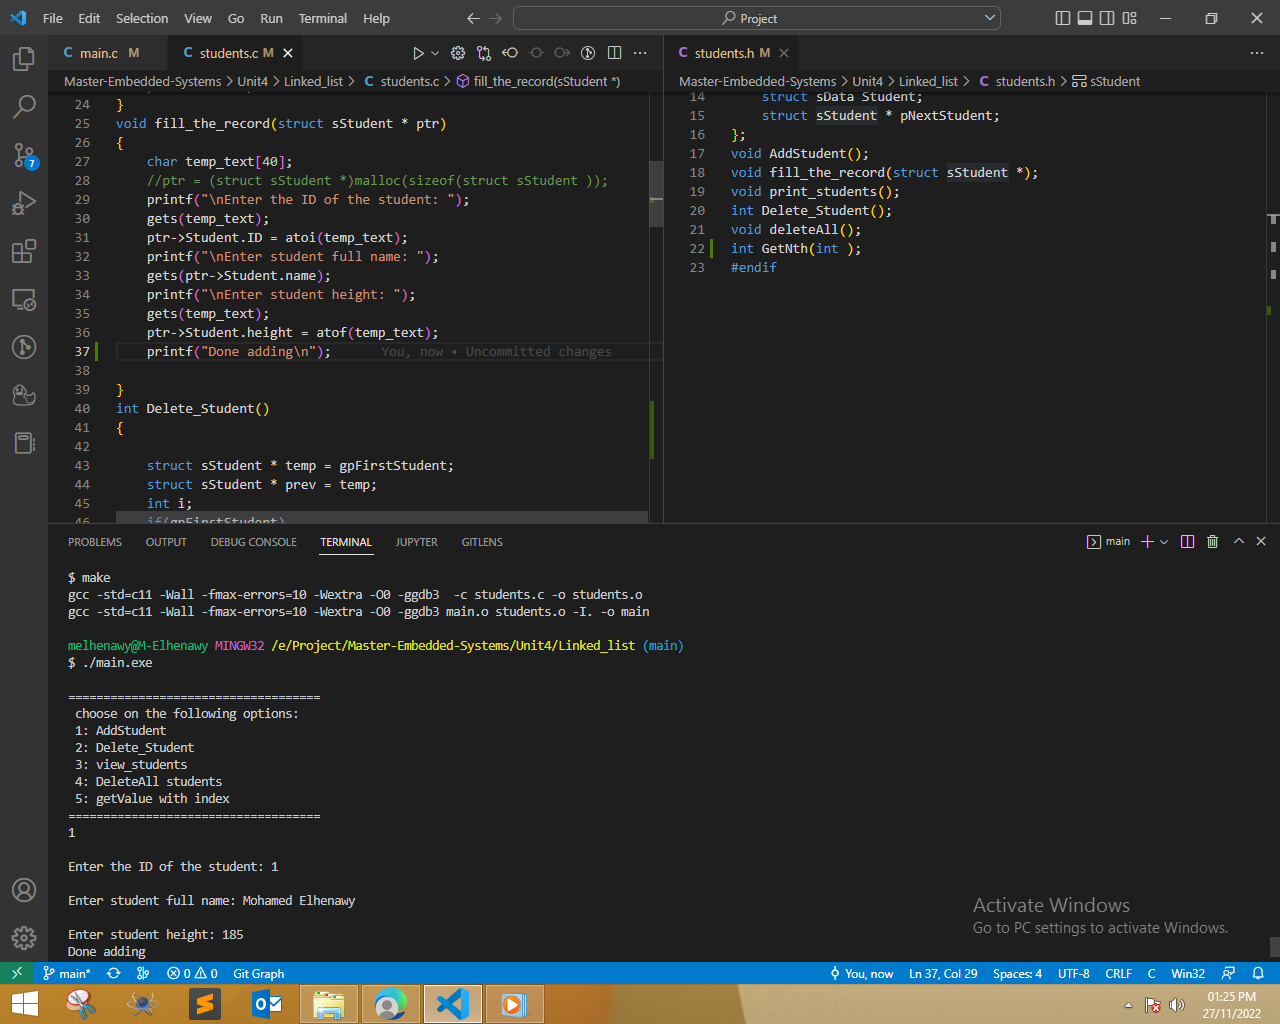 File Edit Selection View Go Run Terminal Help
Project
main.c M
students.c M
Master-Embedded-Systems > Unit4 > Linked_list > C students.c > fill_the_record(sStudent *)
24 }
25 void fill_the_record(struct sStudent * ptr)
26 {
27 char temp_text[40];
28 //ptr = (struct sStudent *)malloc(sizeof(struct sStudent ));
29 printf("\nEnter the ID of the student: ");
30 gets(temp_text);
31 ptr->Student.ID = atoi(temp_text);
32 printf("\nEnter student full name: ");
33 gets(ptr->Student.name);
34 printf("\nEnter student height: ");
35 gets(temp_text);
36 ptr->Student.height = atof(temp_text);
37 printf("Done adding\n"); You, now • Uncommitted changes
38
39 }
40 int Delete_Student()
41 {
42
43 struct sStudent * temp = gpFirstStudent;
44 struct sStudent * prev = temp;
45 int i;
46 if(gpFirstStudent)
students.h M
Master-Embedded-Systems > Unit4 > Linked_list > C students.h > sStudent
14 struct sData Student;
15 struct sStudent * pNextStudent;
16 };
17 void AddStudent();
18 void fill_the_record(struct sStudent *);
19 void print_students();
20 int Delete_Student();
21 void deleteAll();
22 int GetNth(int );
23 #endif
PROBLEMS OUTPUT DEBUG CONSOLE TERMINAL JUPYTER GITLENS
main
$ make
gcc -std=c11 -Wall -fmax-errors=10 -Wextra -O0 -ggdb3  -c students.c -o students.o
gcc -std=c11 -Wall -fmax-errors=10 -Wextra -O0 -ggdb3 main.o students.o -I. -o main
melhenawy@M-Elhenawy MINGW32 /e/Project/Master-Embedded-Systems/Unit4/Linked_list (main)
$ ./main.exe
====================================
choose on the following options:
1: AddStudent
2: Delete_Student
3: view_students
4: DeleteAll students
5: getValue with index
====================================
1
Enter the ID of the student: 1
Enter student full name: Mohamed Elhenawy
Enter student height: 185
Done adding
Activate Windows
Go to PC settings to activate Windows.
main* 0 0 Git Graph You, now Ln 37, Col 29 Spaces: 4 UTF-8 CRLF C Win32
01:25 PM
27/11/2022
7